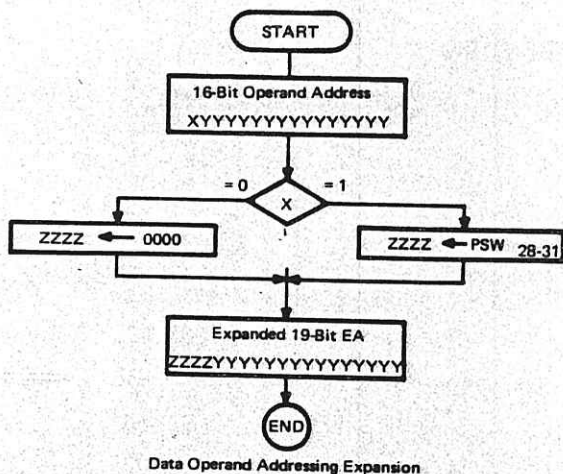 START
16-Bit Operand Address
XYYYYYYYYYYYYYYY
= 0
= 1
X
ZZZZ ← 0000
ZZZZ ← PSW 28-31
Expanded 19-Bit EA
ZZZZYYYYYYYYYYYYYYY
END
Data Operand Addressing Expansion